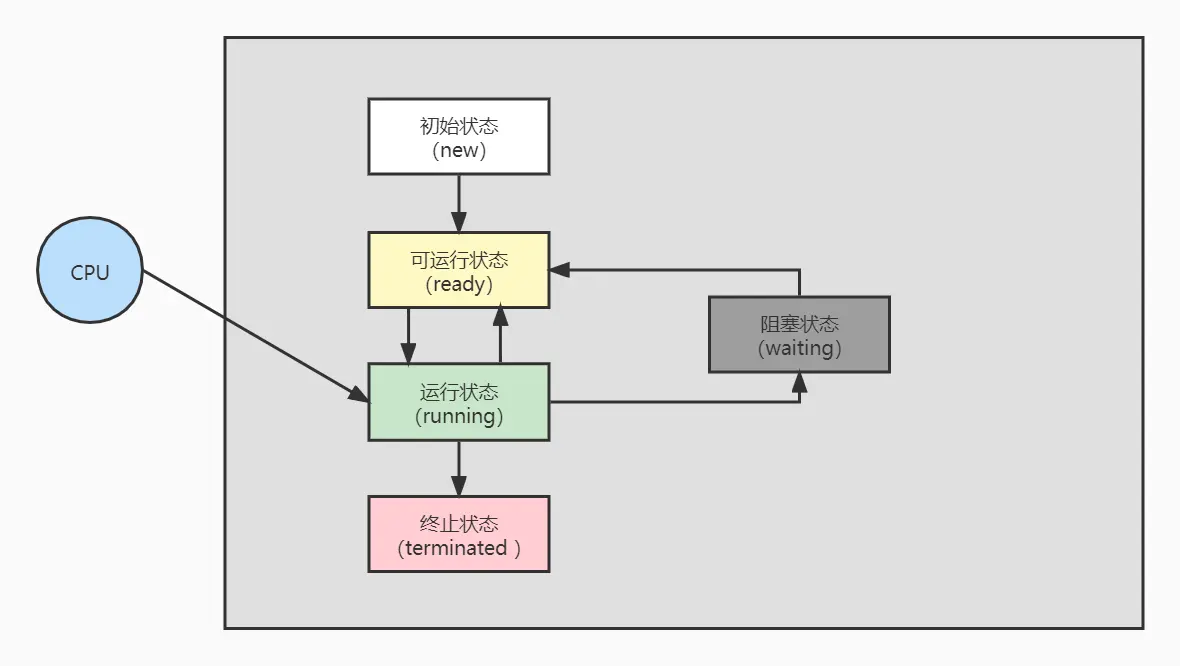 初始状态
（new）
可运行状态
（ready）
CPU
阻塞状态
（waiting）
运行状态
（running）
终止状态
（terminated ）